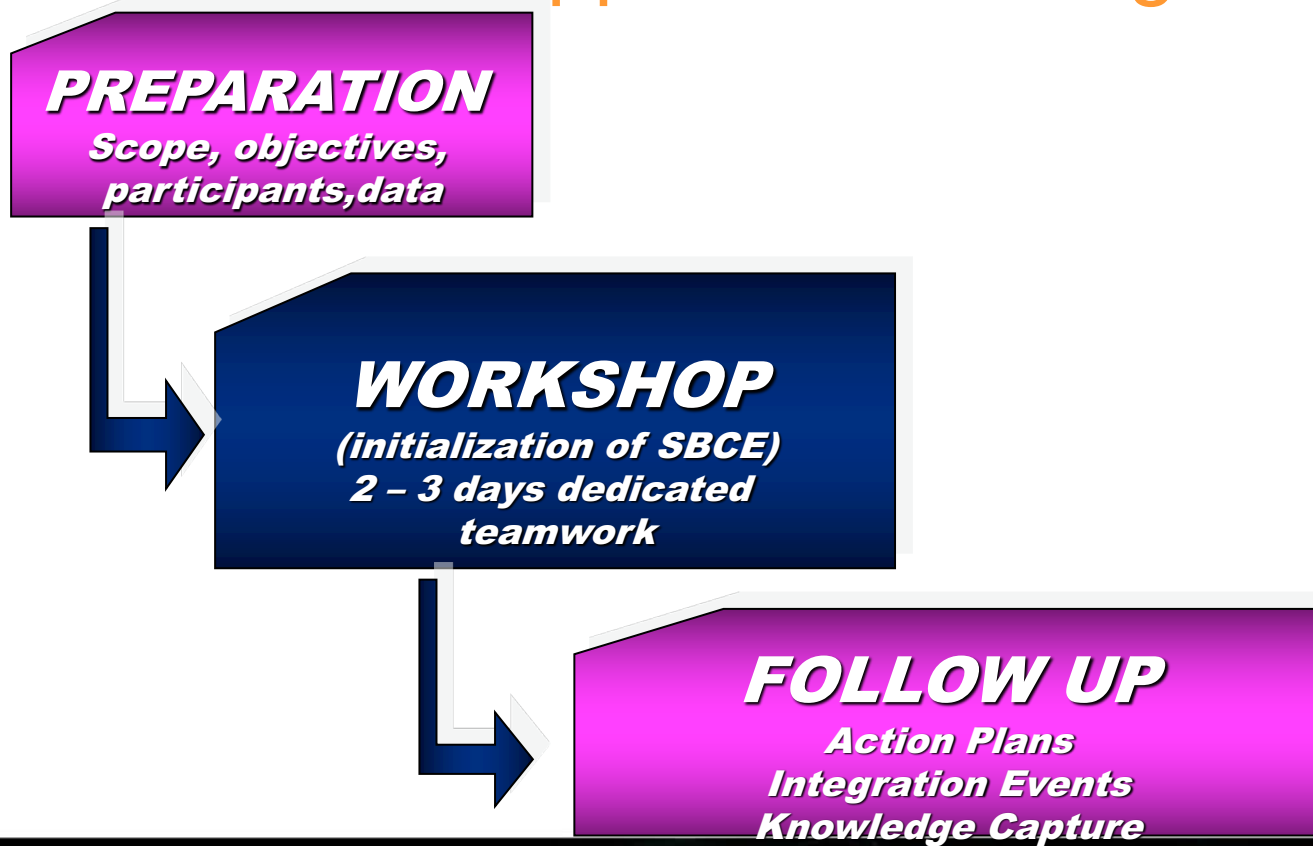 PREPARATION
Scope, objectives,
participants,data
WORKSHOP
(initialization of SBCE)
2 – 3 days dedicated
teamwork
FOLLOW UP
Action Plans
Integration Events
Knowledge Capture